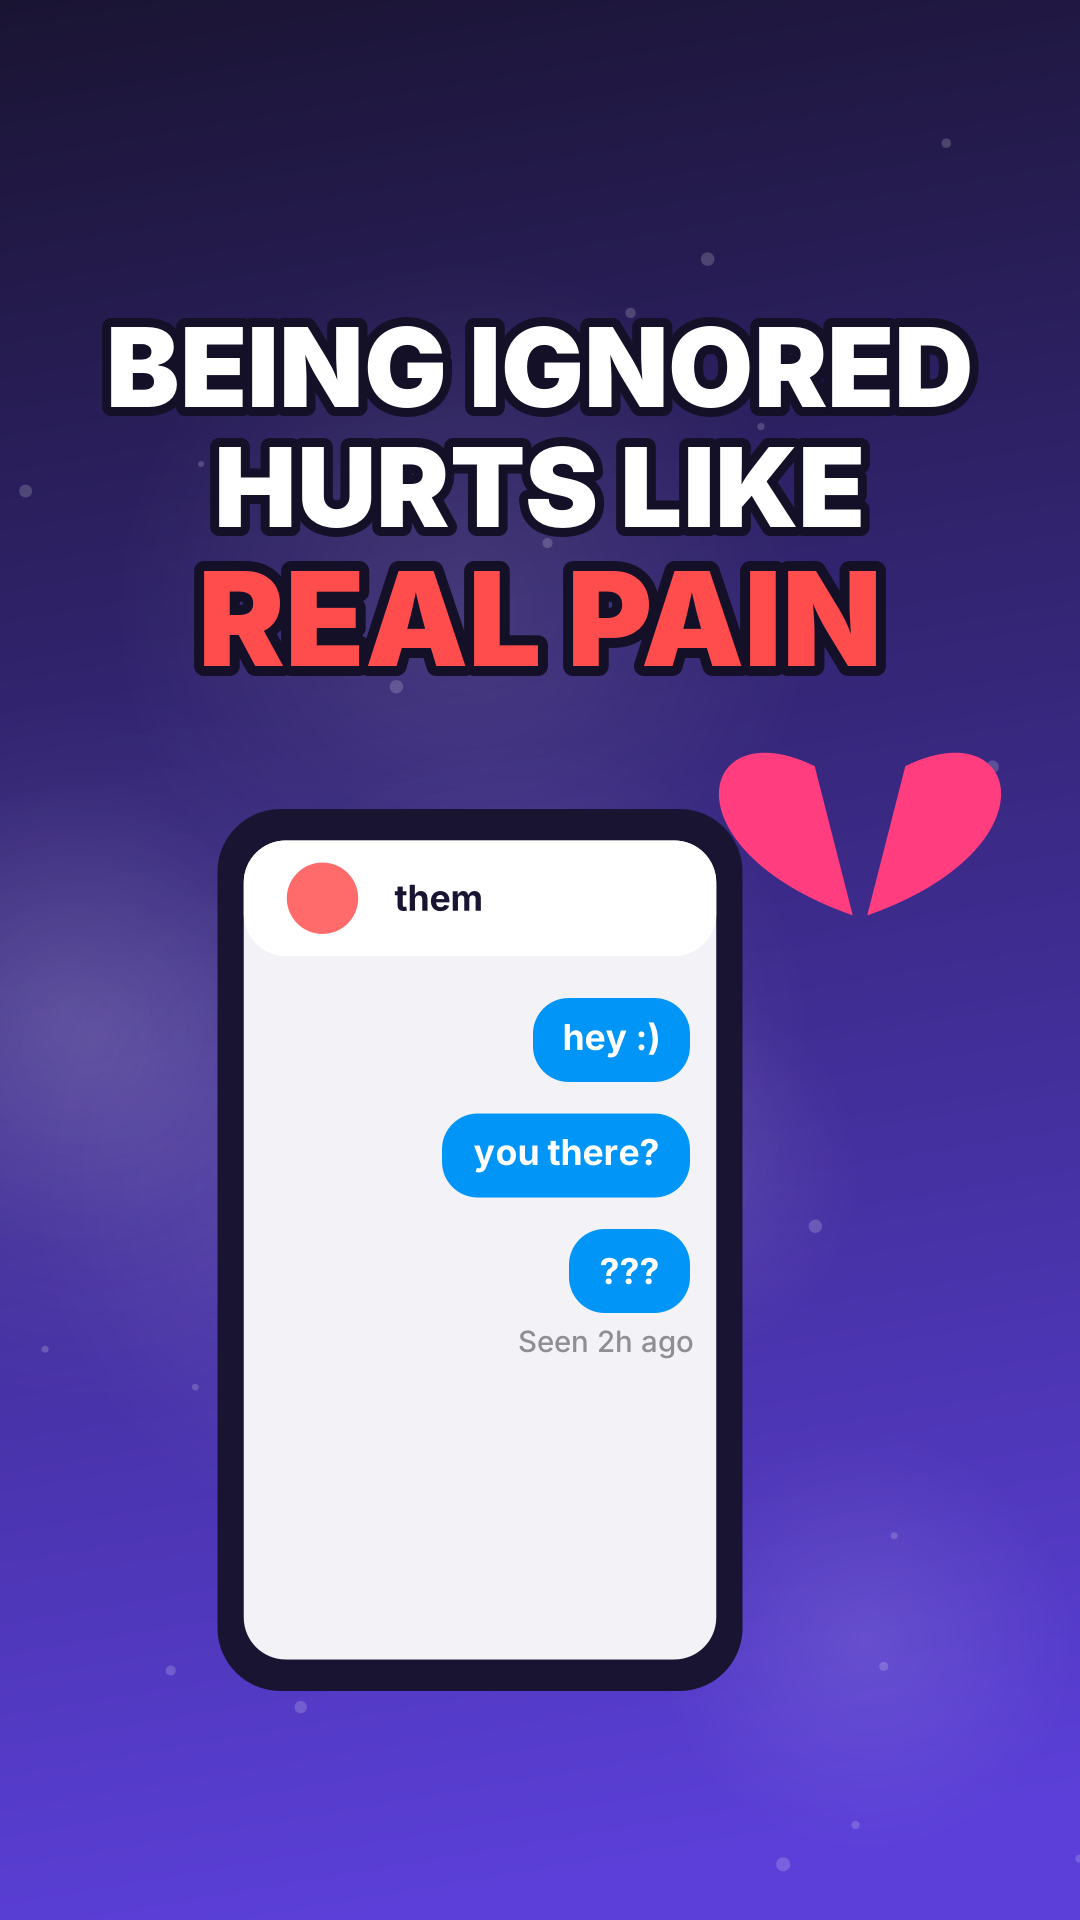 BEING IGNORED
HURTS LIKE
REAL PAIN
them
hey :)
you there?
???
Seen 2h ago